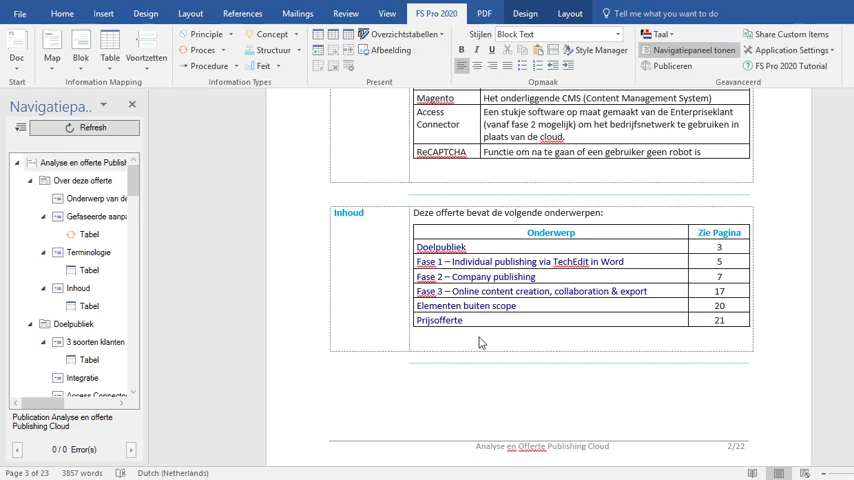 File Home Insert Draw Layout References Mailings Review View FS Pro 2020 PDF Design Layout Tell me what you want to do
Principle Concept Overzichtstabellen Stijlen Block Text Taal Share Custom Items
Proces Structuur Afbeelding B I U Style Manager Navigatiepaneel tonen Application Settings
Doc Map Blok Table Voortzetten Procedure Feit Publiceren FS Pro 2020 Tutorial
Start Information Mapping Information Types Present Opmaak Geavanceerd
Navigatiepa..
Refresh
Analyse en offerte Publish
Over deze offerte
Onderwerp van de
Gefaseerde aanpa
Tabel
Terminologie
Tabel
Inhoud
Tabel
Doelpubliek
3 soorten klanten
Tabel
Integratie
Access Connector
Publication Analyse en offerte
Publishing Cloud
0 / 0 Error(s)
Magento Het onderliggende CMS (Content Management System)
Access Connector Een stukje software op maat gemaakt van de Enterpriseklant
(vanaf fase 2 mogelijk) om het bedrijfsnetwerk te gebruiken in
plaats van de cloud.
ReCAPTCHA Functie om na te gaan of een gebruiker geen robot is
Inhoud Deze offerte bevat de volgende onderwerpen:
Onderwerp Zie Pagina
Doelpubliek 3
Fase 1 – Individual publishing via TechEdit in Word 5
Fase 2 – Company publishing 7
Fase 3 – Online content creation, collaboration & export 17
Elementen buiten scope 20
Prijsofferte 21
Analyse en Offerte Publishing Cloud 2/22
Page 3 of 23 3857 words Dutch (Netherlands)